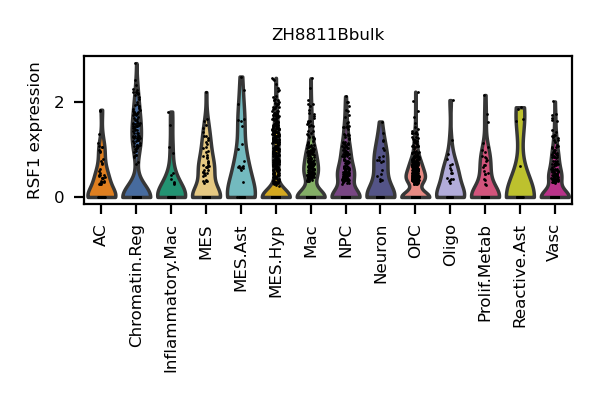 ZH8811Bbulk
RSF1 expression
2
0
AC
Chromatin.Reg
Inflammatory.Mac
MES
MES.Ast
MES.Hyp
Mac
NPC
Neuron
OPC
Oligo
Prolif.Metab
Reactive.Ast
Vasc